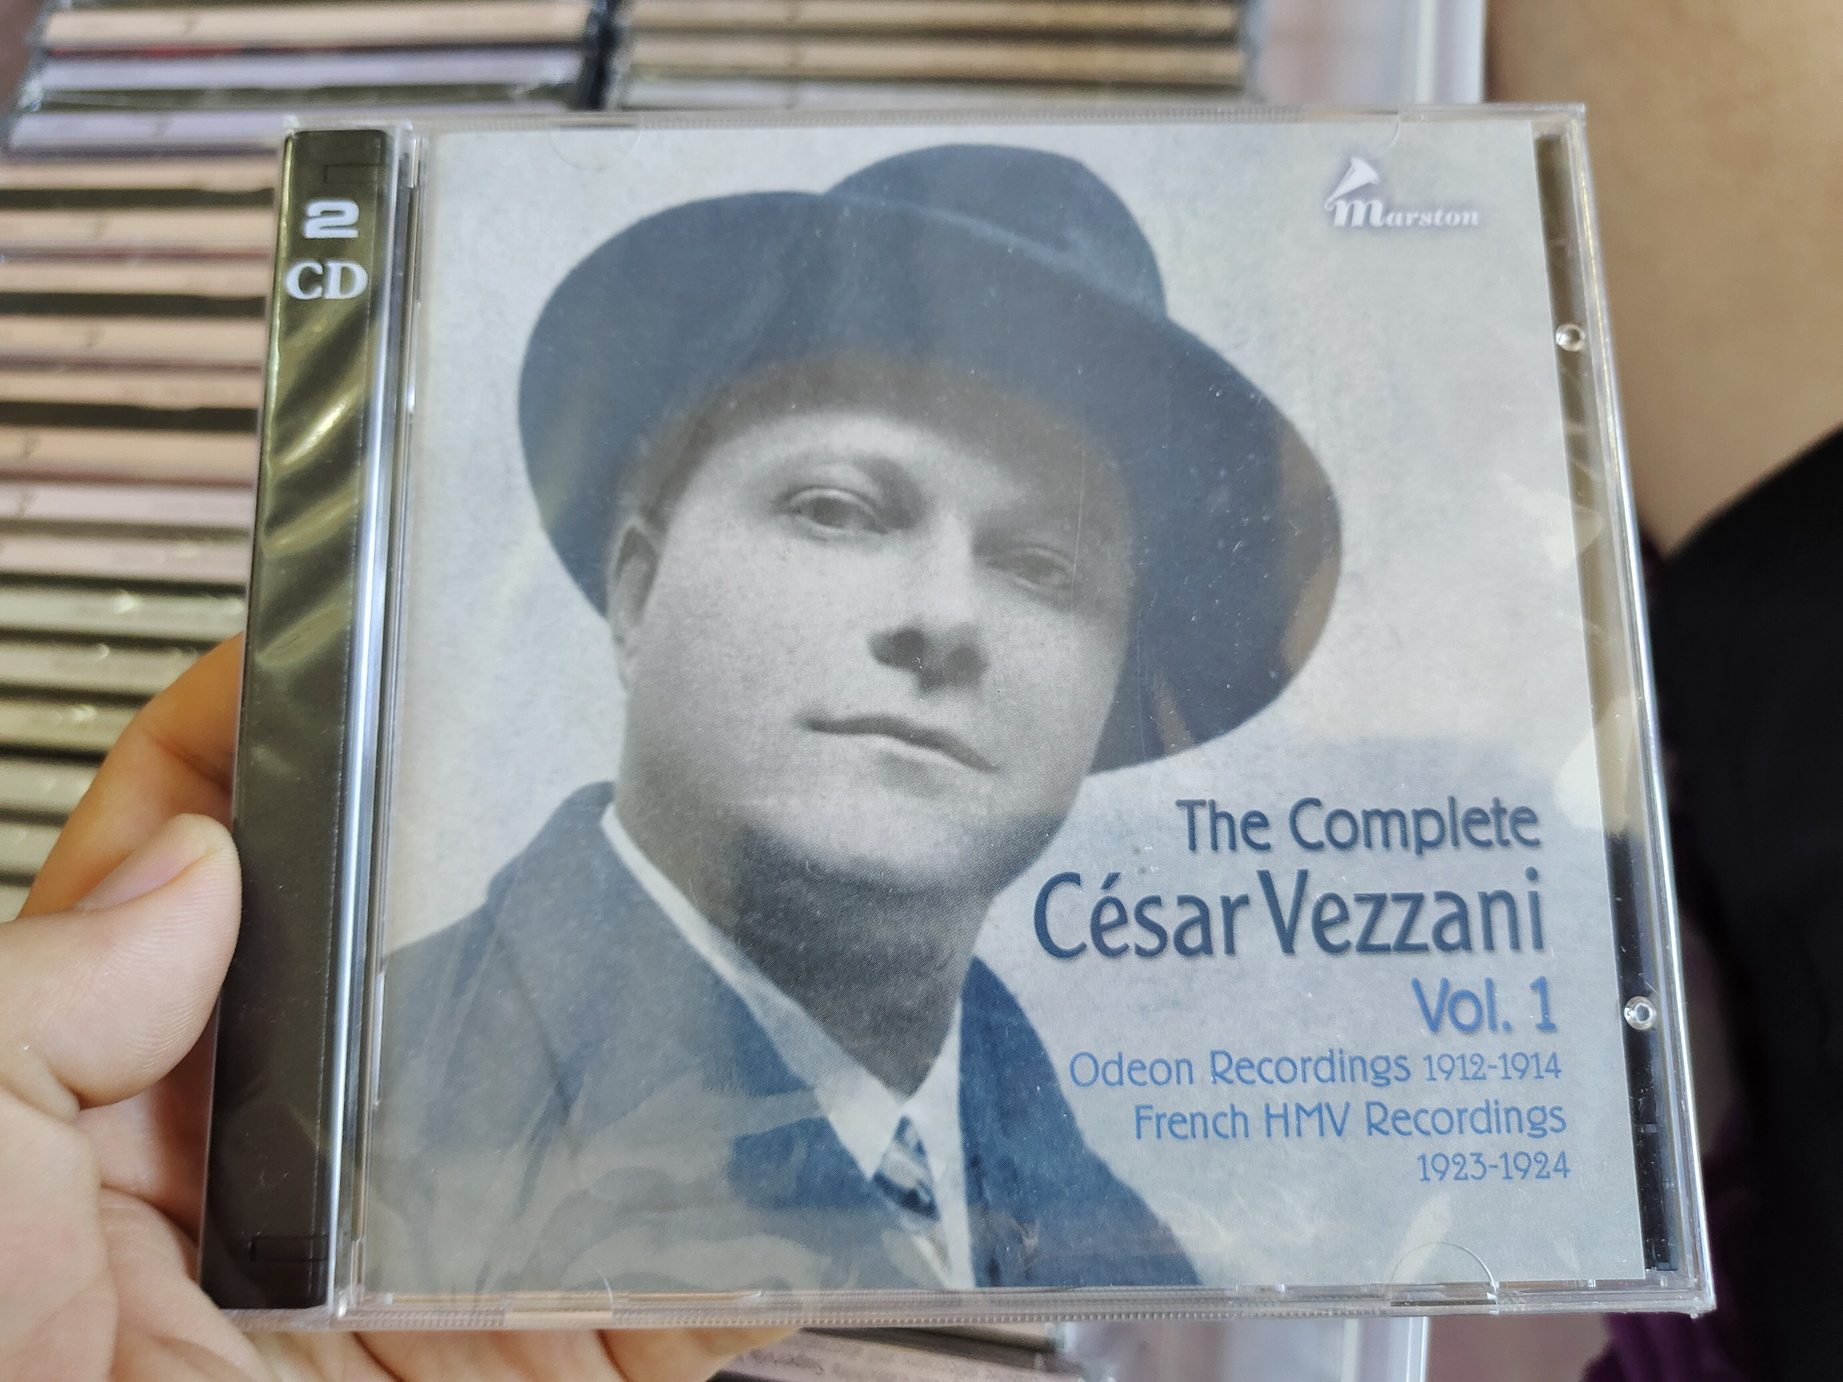 2
CD
Marston
The Complete
César Vezzani
Vol. 1
Odeon Recordings 1912-1914
French HMV Recordings
1923-1924